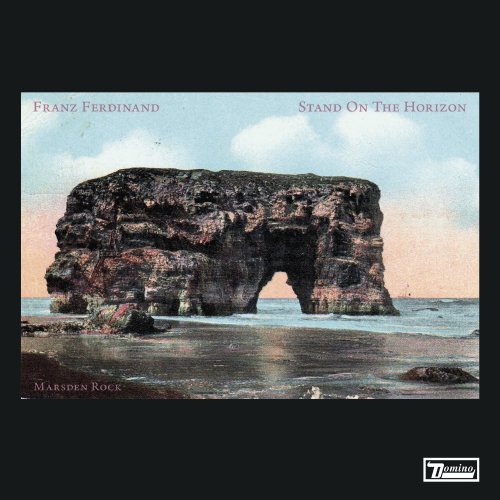 Franz Ferdinand
Stand On The Horizon
Marsden Rock
Domino